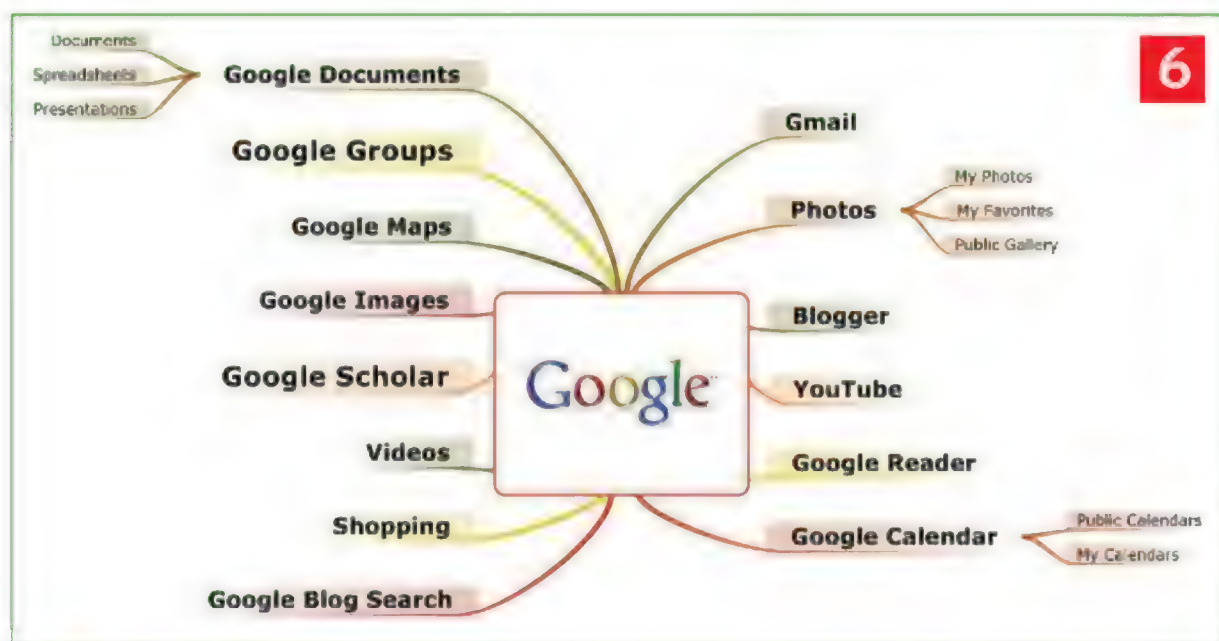 6
Documents
Spreadsheets
Presentations
Google Documents
Google Groups
Google Maps
Google Images
Google Scholar
Videos
Shopping
Google Blog Search
Google
Gmail
Photos
My Photos
My Favorites
Public Gallery
Blogger
YouTube
Google Reader
Google Calendar
Public Calendars
My Calendars